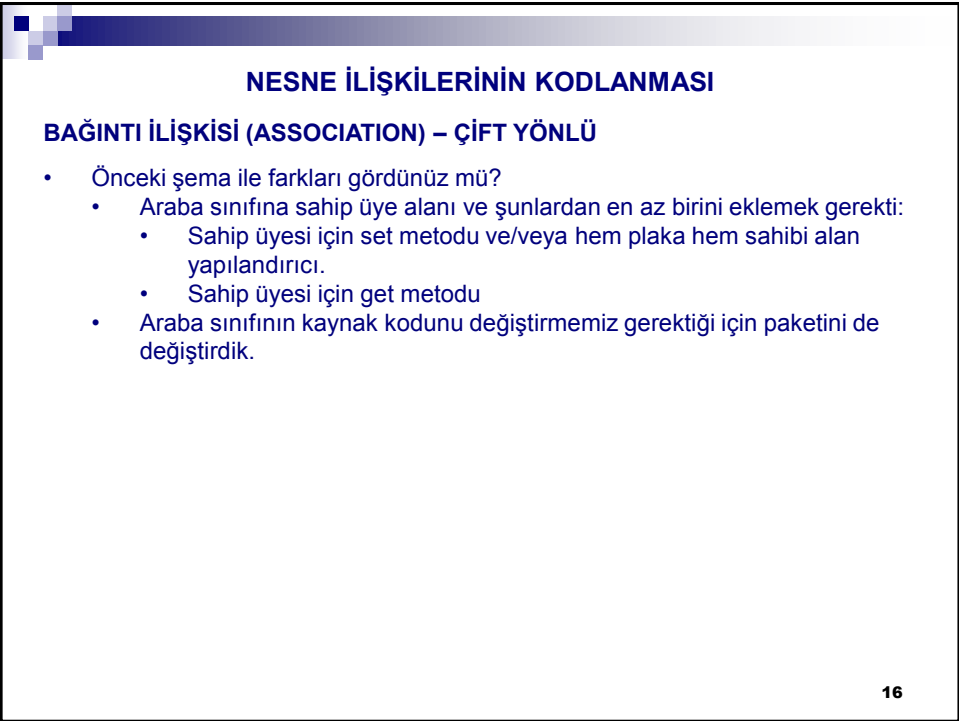 NESNE İLİŞKİLERİNİN KODLANMASI
BAĞINTI İLİŞKİSİ (ASSOCIATION) – ÇİFT YÖNLÜ
• Önceki şema ile farkları gördünüz mü?
• Araba sınıfına sahip üye alanı ve şunlardan en az birini eklemek gerekti:
• Sahip üyesi için set metodu ve/veya hem plaka hem sahibi alan
yapılandırıcı.
• Sahip üyesi için get metodu
• Araba sınıfının kaynak kodunu değiştirmemiz gerektiği için paketini de
değiştirdik.
16